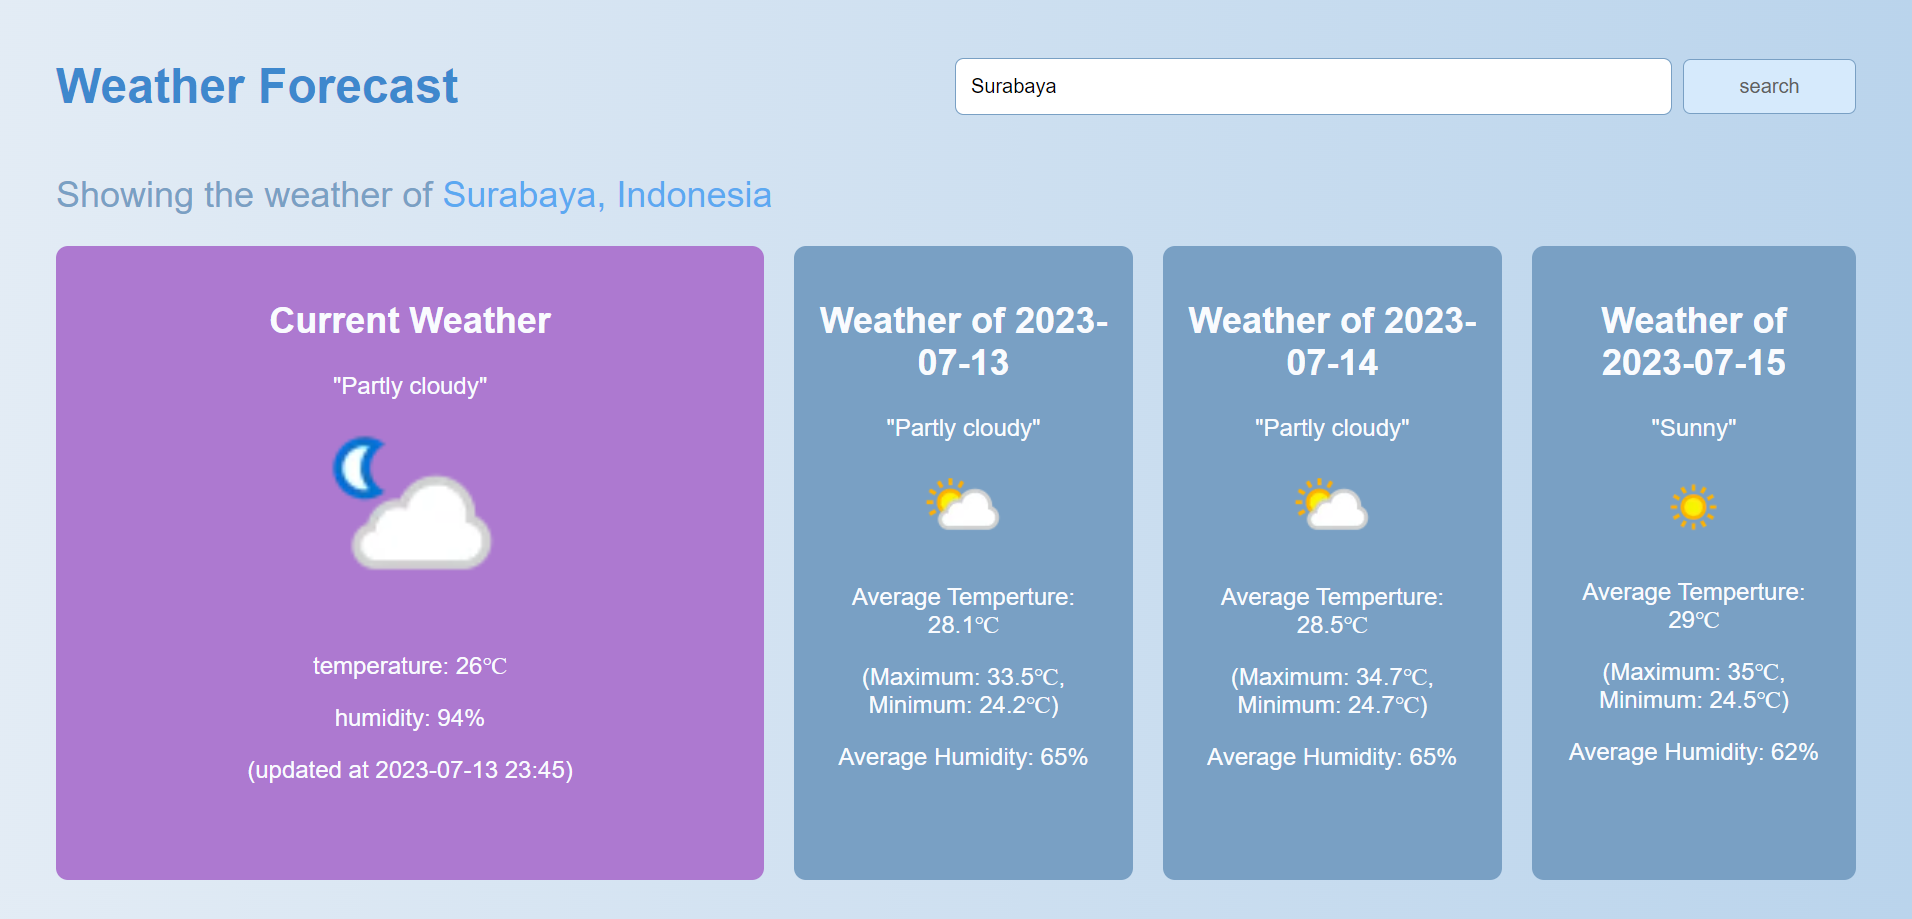 Weather Forecast
Surabaya
search
Showing the weather of Surabaya, Indonesia
Current Weather
"Partly cloudy"
temperature: 26℃
humidity: 94%
(updated at 2023-07-13 23:45)
Weather of 2023-
07-13
"Partly cloudy"
Average Temperture:
28.1℃
(Maximum: 33.5℃,
Minimum: 24.2℃)
Average Humidity: 65%
Weather of 2023-
07-14
"Partly cloudy"
Average Temperture:
28.5℃
(Maximum: 34.7℃,
Minimum: 24.7℃)
Average Humidity: 65%
Weather of
2023-07-15
"Sunny"
Average Temperture:
29℃
(Maximum: 35℃,
Minimum: 24.5℃)
Average Humidity: 62%